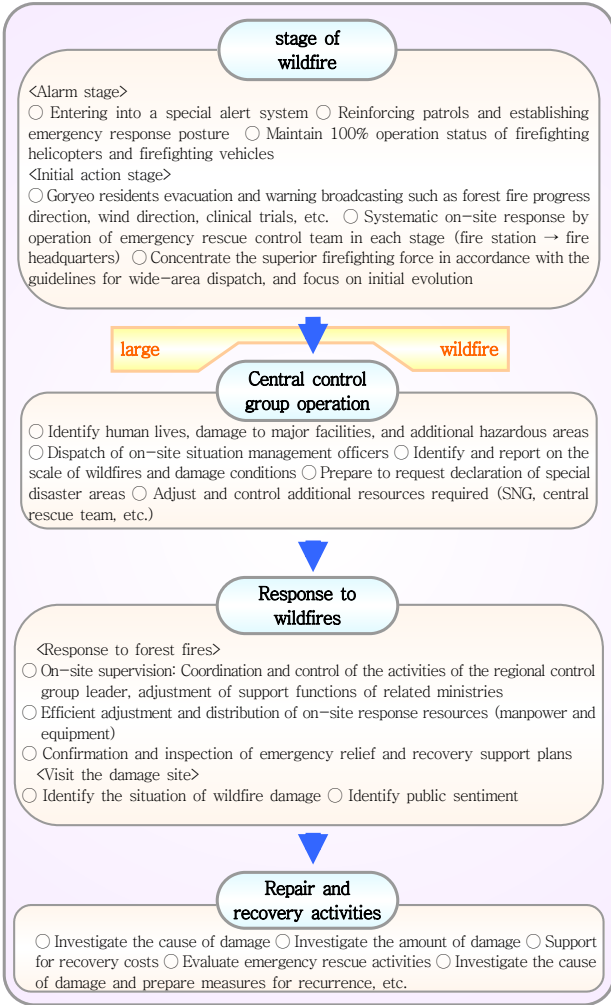 stage of
wildfire
<Alarm stage>
○ Entering into a special alert system ○ Reinforcing patrols and establishing
emergency response posture ○ Maintain 100% operation status of firefighting
helicopters and firefighting vehicles
<Initial action stage>
○ Goryeo residents evacuation and warning broadcasting such as forest fire progress
direction, wind direction, clinical trials, etc. ○ Systematic on-site response by
operation of emergency rescue control team in each stage (fire station → fire
headquarters) ○ Concentrate the superior firefighting force in accordance with the
guidelines for wide-area dispatch, and focus on initial evolution
large wildfire
Central control
group operation
○ Identify human lives, damage to major facilities, and additional hazardous areas
○ Dispatch of on-site situation management officers ○ Identify and report on the
scale of wildfires and damage conditions ○ Prepare to request declaration of special
disaster areas ○ Adjust and control additional resources required (SNG, central
rescue team, etc.)
Response to
wildfires
<Response to forest fires>
○ On-site supervision: Coordination and control of the activities of the regional control
group leader, adjustment of support functions of related ministries
○ Efficient adjustment and distribution of on-site response resources (manpower and
equipment)
○ Confirmation and inspection of emergency relief and recovery support plans
<Visit the damage site>
○ Identify the situation of wildfire damage ○ Identify public sentiment
Repair and
recovery activities
○ Investigate the cause of damage ○ Investigate the amount of damage ○ Support
for recovery costs ○ Evaluate emergency rescue activities ○ Investigate the cause
of damage and prepare measures for recurrence, etc.